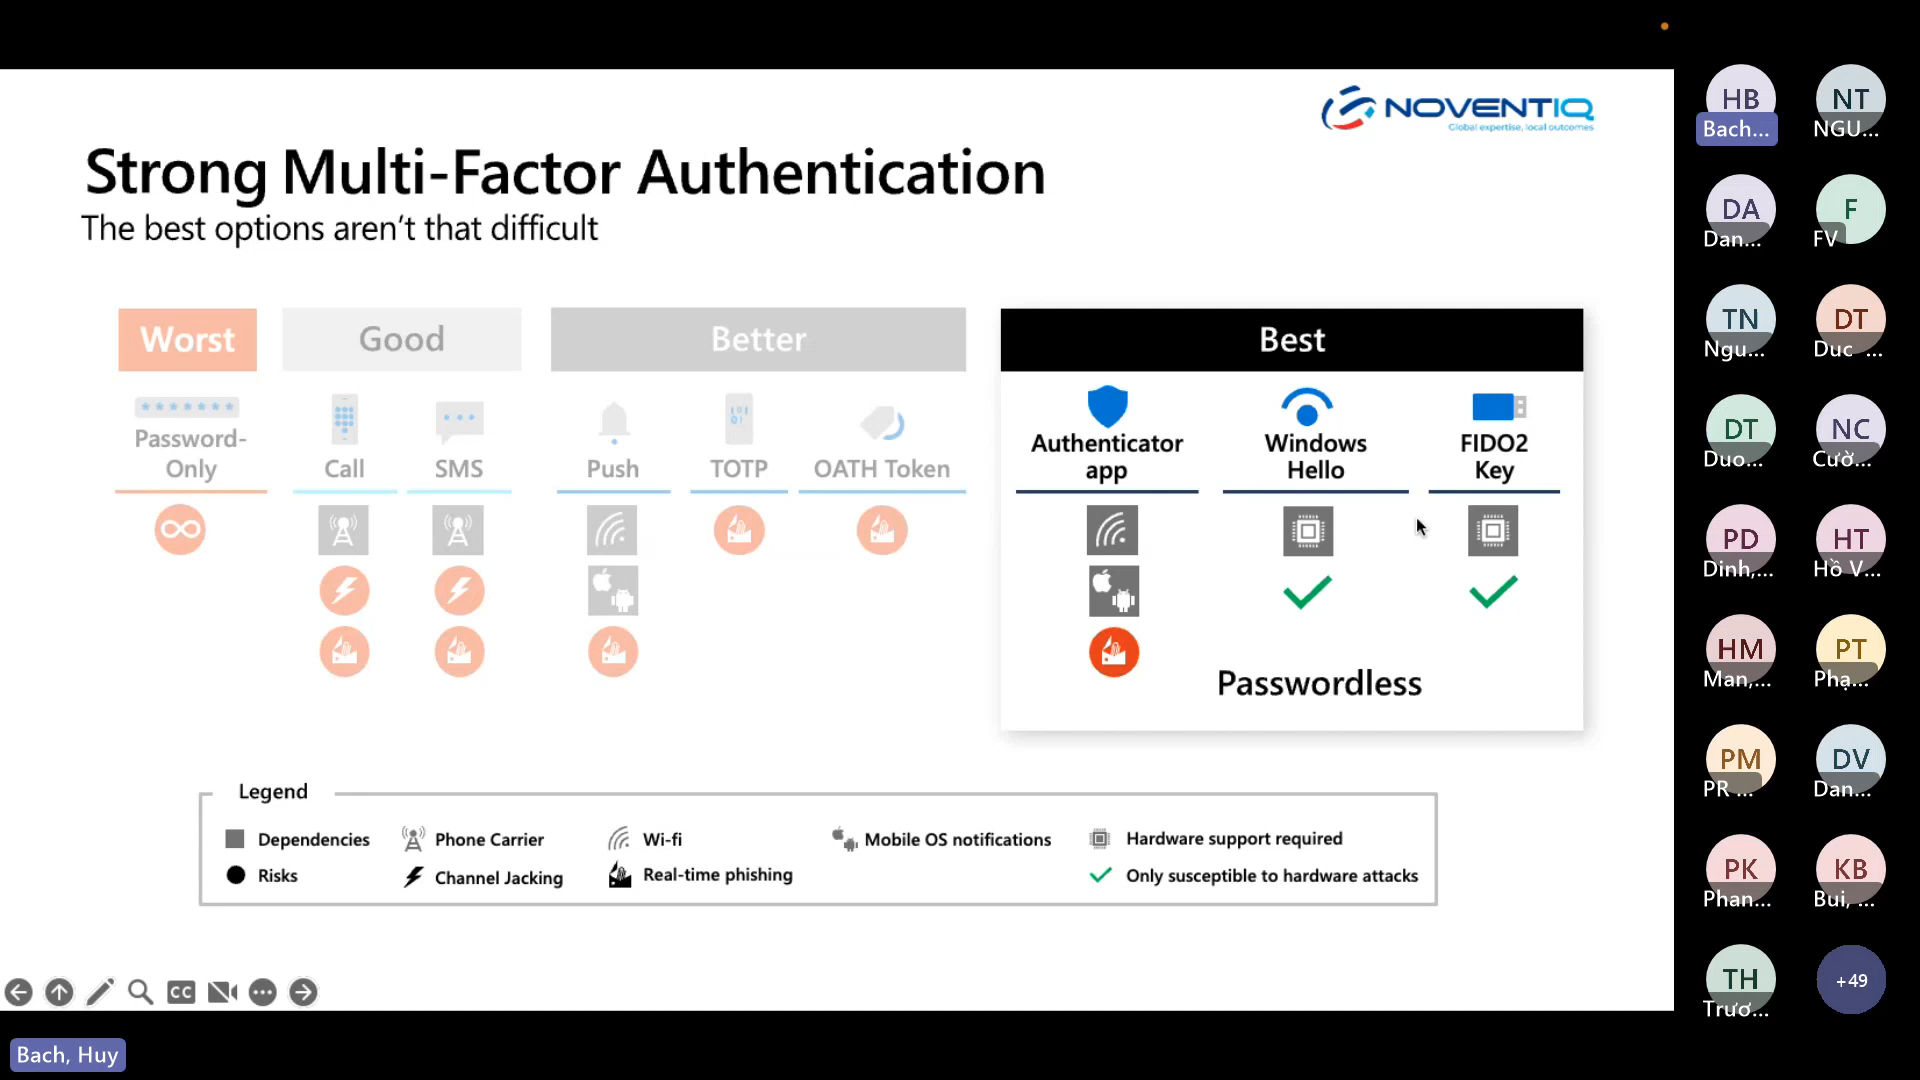 NOVENTIQ
Global expertise, local outcomes
Strong Multi-Factor Authentication
The best options aren't that difficult
Worst
Good
Better
Best
Password-
Only
Call
SMS
Push
TOTP
OATH Token
Authenticator
app
Windows
Hello
FIDO2
Key
Passwordless
Legend
Dependencies
Phone Carrier
Wi-fi
Mobile OS notifications
Hardware support required
Risks
Channel Jacking
Real-time phishing
Only susceptible to hardware attacks
CC
Bach, Huy
HB
Bach...
NT
NGU...
DA
Dan...
F
FV
TN
Ngu...
DT
Duc ...
DT
Duo...
NC
Cườ...
PD
Dinh,...
HT
Hồ V...
HM
Man,...
PT
Phạ...
PM
PR ...
DV
Dan...
PK
Phan...
KB
Bui, ...
TH
Trươ...
+49